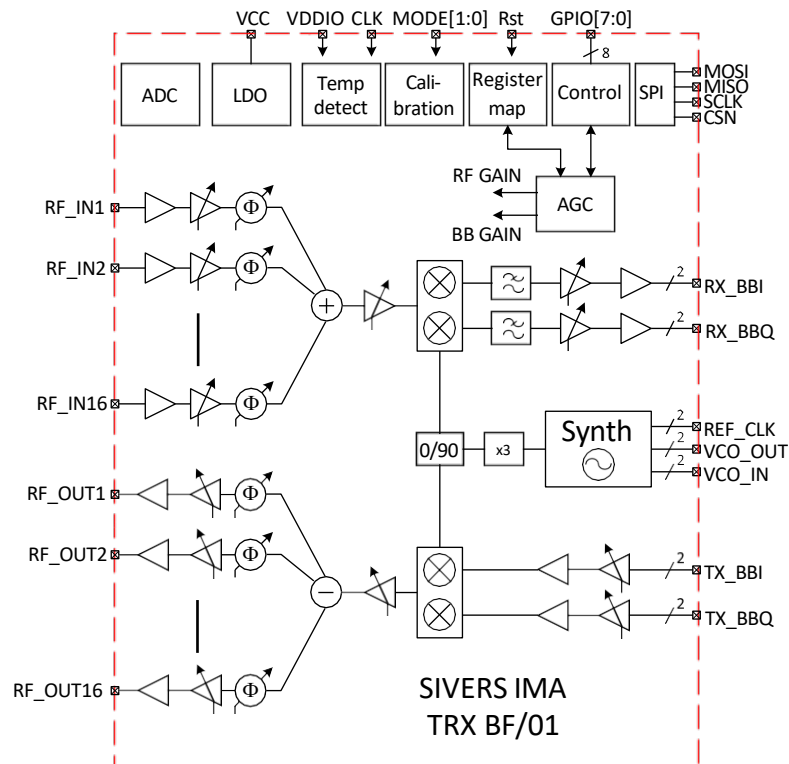 VCC VDDIO CLK MODE[1:0] Rst GPIO[7:0]
8
ADC
LDO
Temp
detect
Cali-
bration
Register
map
Control
SPI
MOSI
MISO
SCLK
CSN
RF GAIN
BB GAIN
AGC
RF_IN1
Φ
RF_IN2
Φ
RF_IN16
Φ
2
RX_BBI
2
RX_BBQ
0/90
x3
Synth
2
REF_CLK
2
VCO_OUT
2
VCO_IN
RF_OUT1
Φ
RF_OUT2
Φ
RF_OUT16
Φ
2
TX_BBI
2
TX_BBQ
SIVERS IMA
TRX BF/01